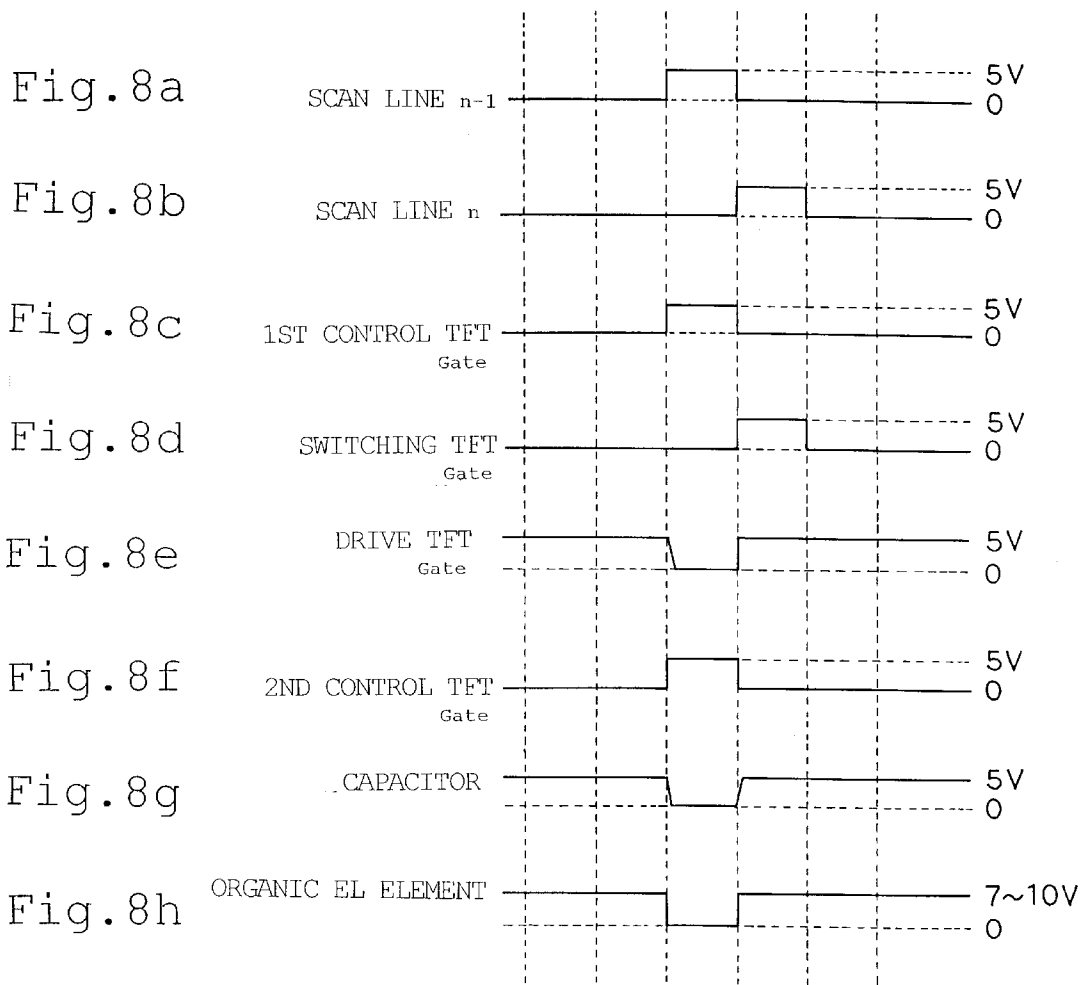 Fig.8a
SCAN LINE n-1
5V
0
Fig.8b
SCAN LINE n
5V
0
Fig.8c
1ST CONTROL TFT
Gate
5V
0
Fig.8d
SWITCHING TFT
Gate
5V
0
Fig.8e
DRIVE TFT
Gate
5V
0
Fig.8f
2ND CONTROL TFT
Gate
5V
0
Fig.8g
CAPACITOR
5V
0
Fig.8h
ORGANIC EL ELEMENT
7~10V
0